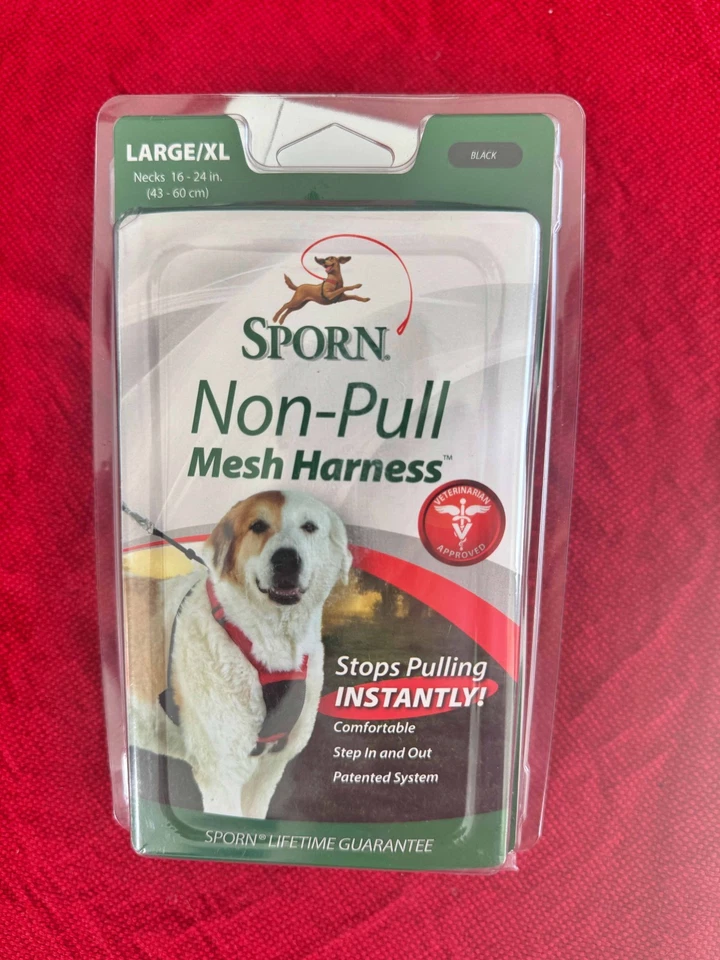 LARGE/XL
Necks 16 - 24 in.
(43 - 60 cm)
BLACK
SPORN®
Non-Pull
Mesh Harness™
VETERINARIAN
APPROVED
Stops Pulling
INSTANTLY!
Comfortable
Step In and Out
Patented System
SPORN® LIFETIME GUARANTEE